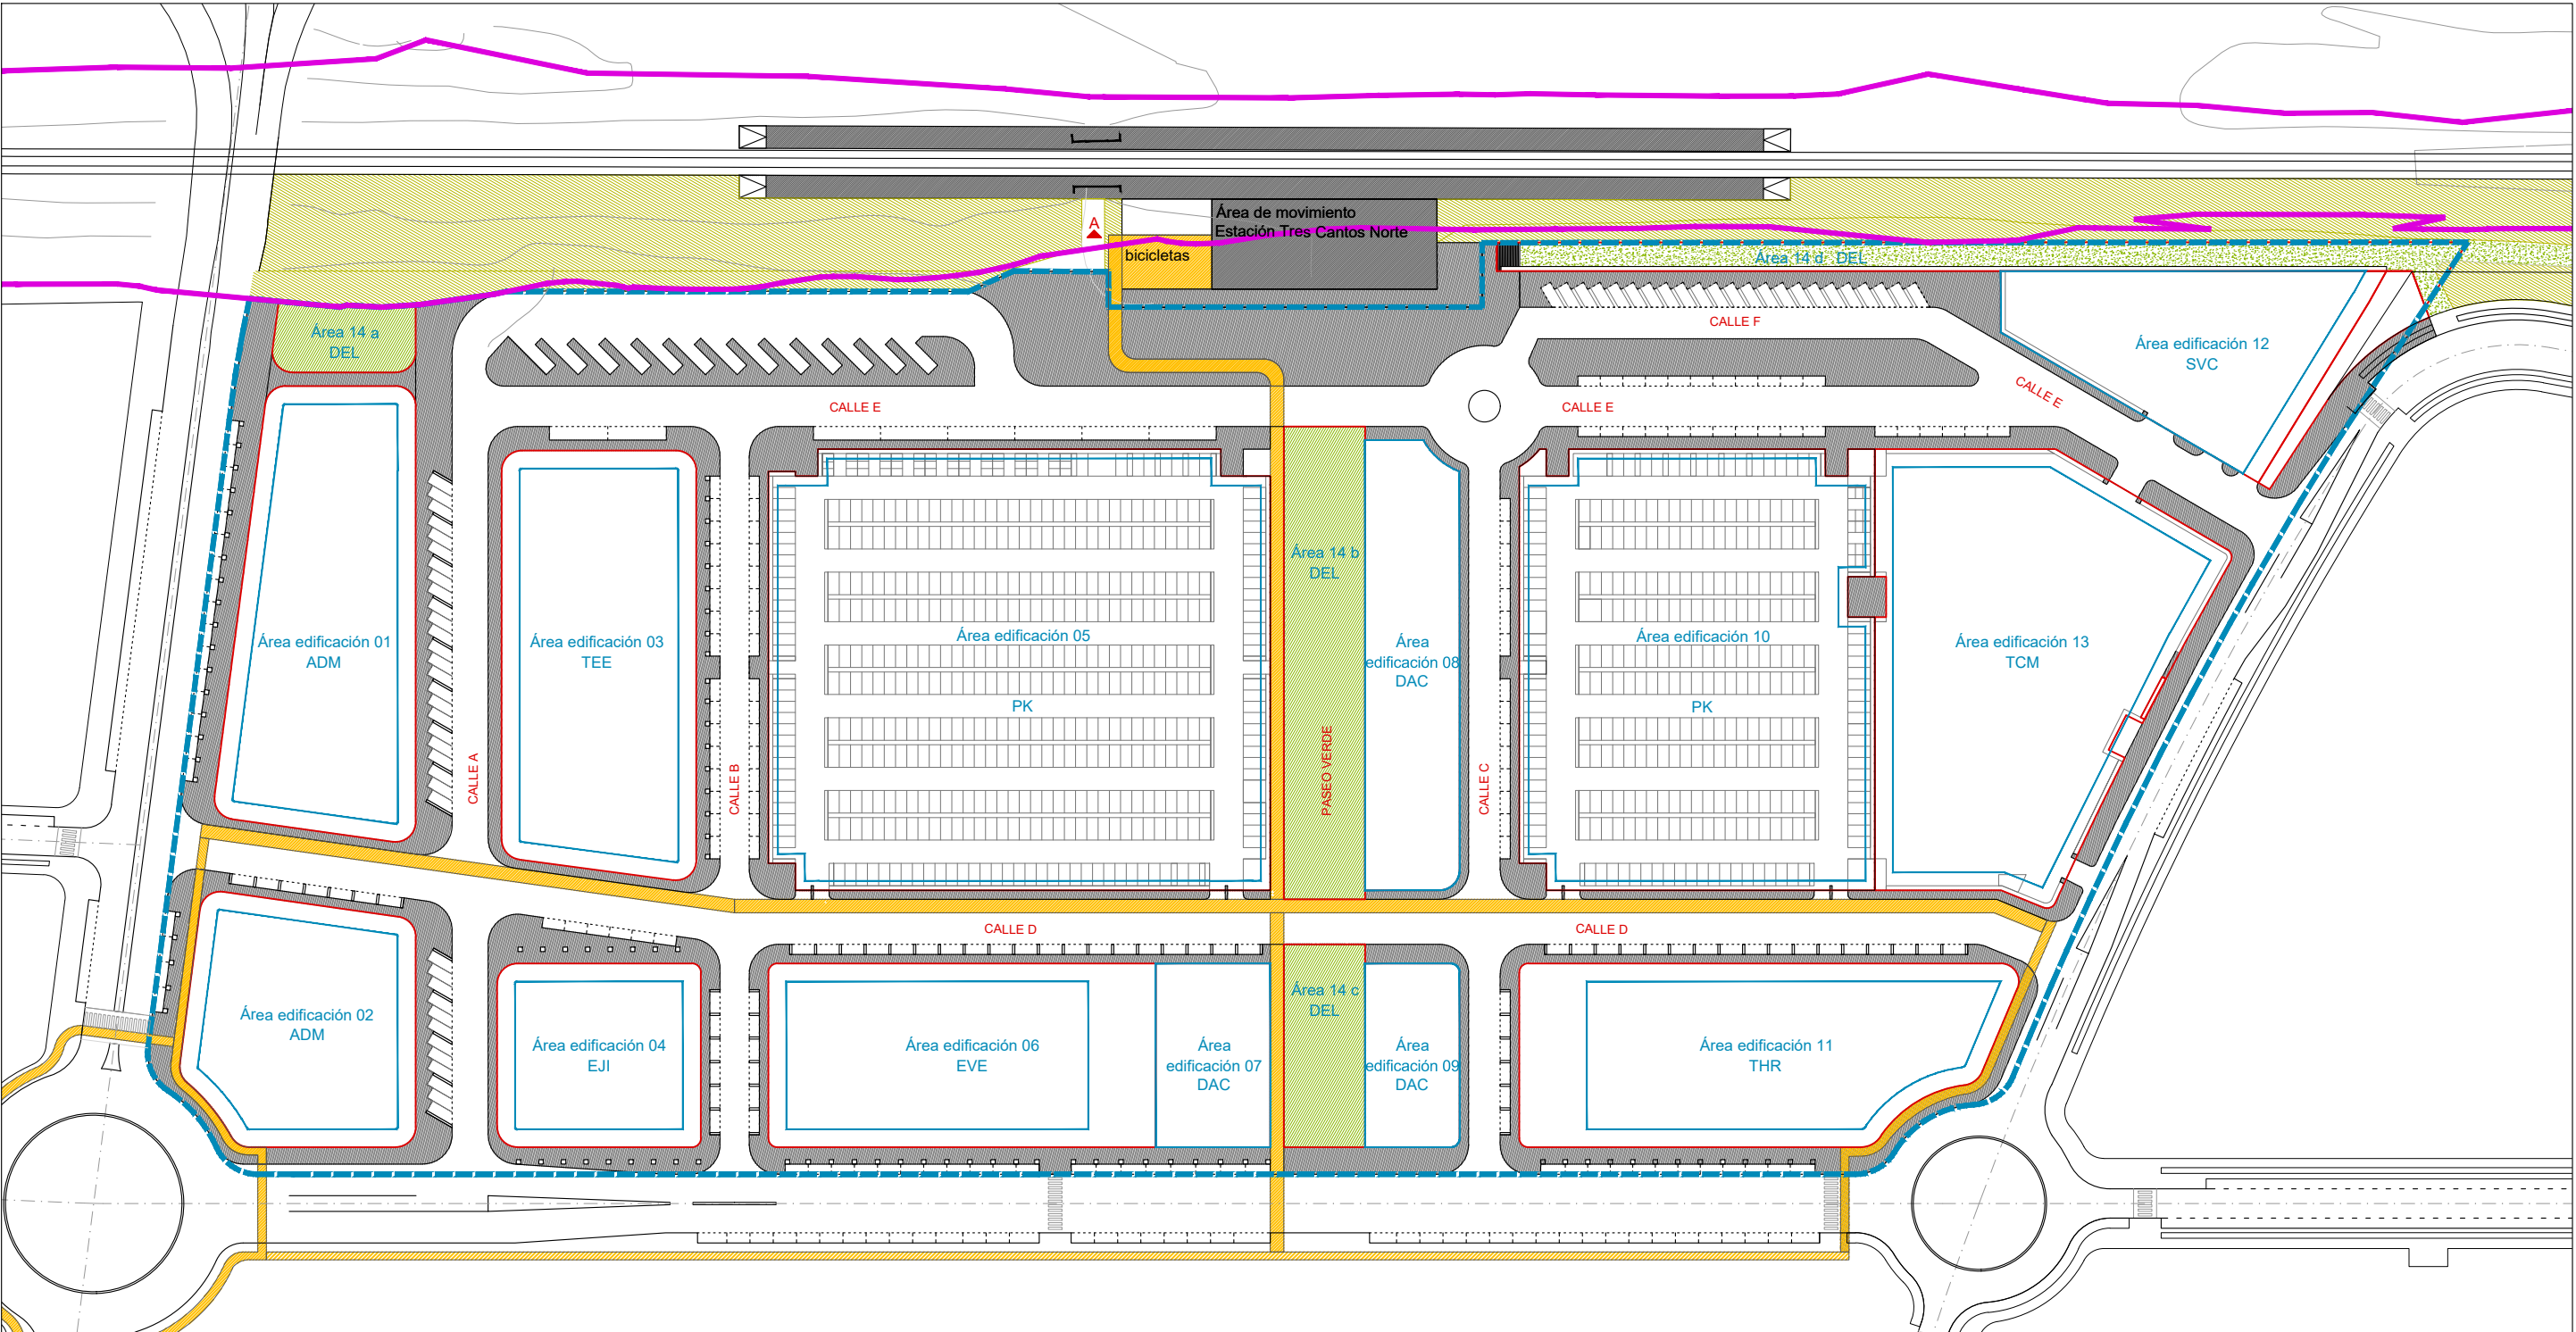 Área de movimiento
Estación Tres Cantos Norte
A
bicicletas
Área 14 d DEL
Área 14 a
DEL
CALLE F
Área edificación 12
SVC
CALLE E
CALLE E
CALLE E
Área 14 b
DEL
Área edificación 01
ADM
Área edificación 03
TEE
Área edificación 05
PK
Área
edificación 08
DAC
Área edificación 10
PK
Área edificación 13
TCM
CALLE A
CALLE B
PASEO VERDE
CALLE C
CALLE D
CALLE D
Área edificación 02
ADM
Área edificación 04
EJI
Área edificación 06
EVE
Área
edificación 07
DAC
Área 14 c
DEL
Área
edificación 09
DAC
Área edificación 11
THR